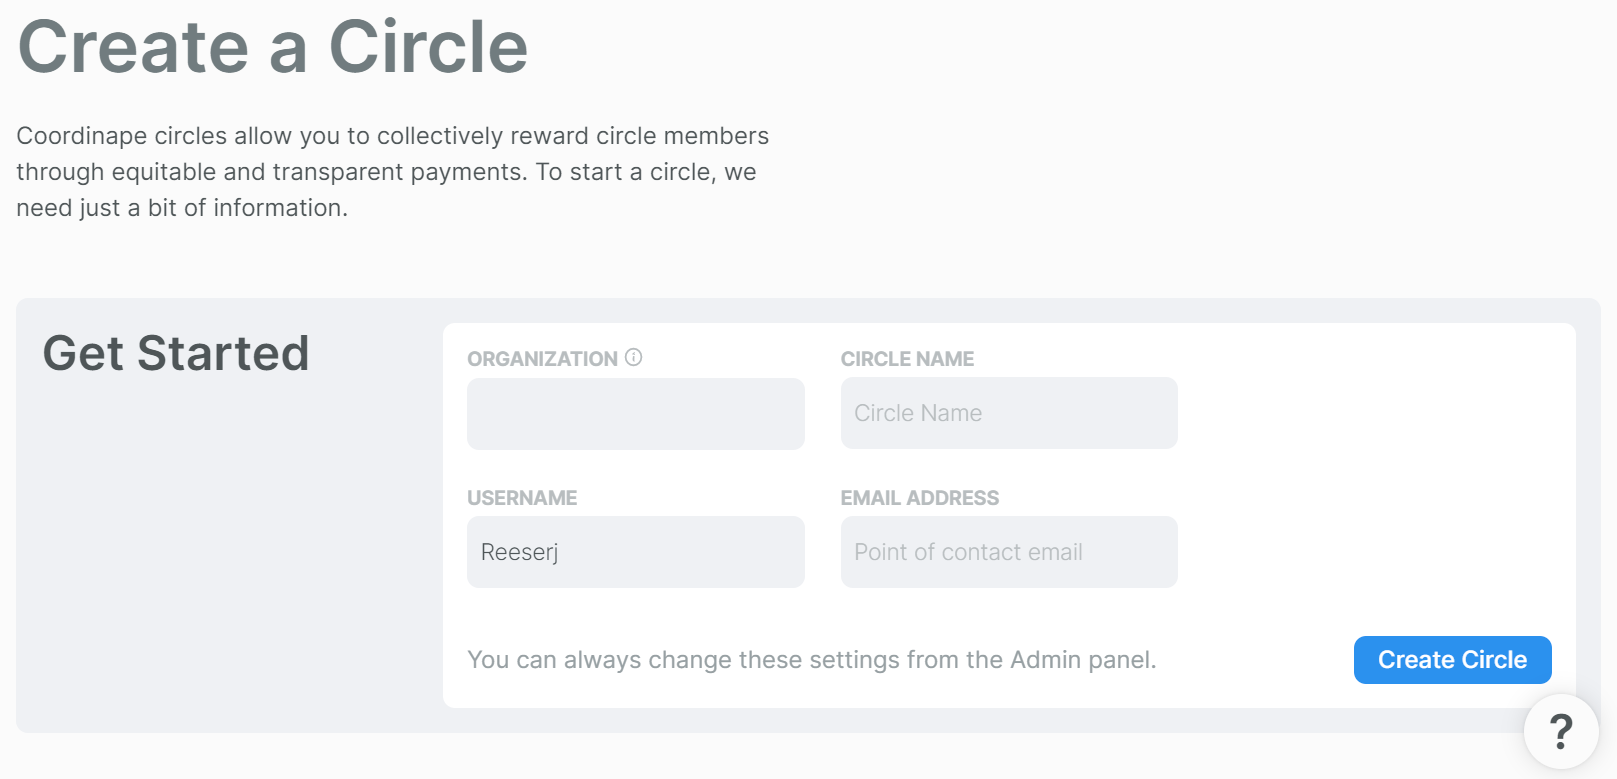 Create a Circle
Coordinape circles allow you to collectively reward circle members
through equitable and transparent payments. To start a circle, we
need just a bit of information.
Get Started
ORGANIZATION
CIRCLE NAME
Circle Name
USERNAME
EMAIL ADDRESS
Reeserj
Point of contact email
You can always change these settings from the Admin panel.
Create Circle
?